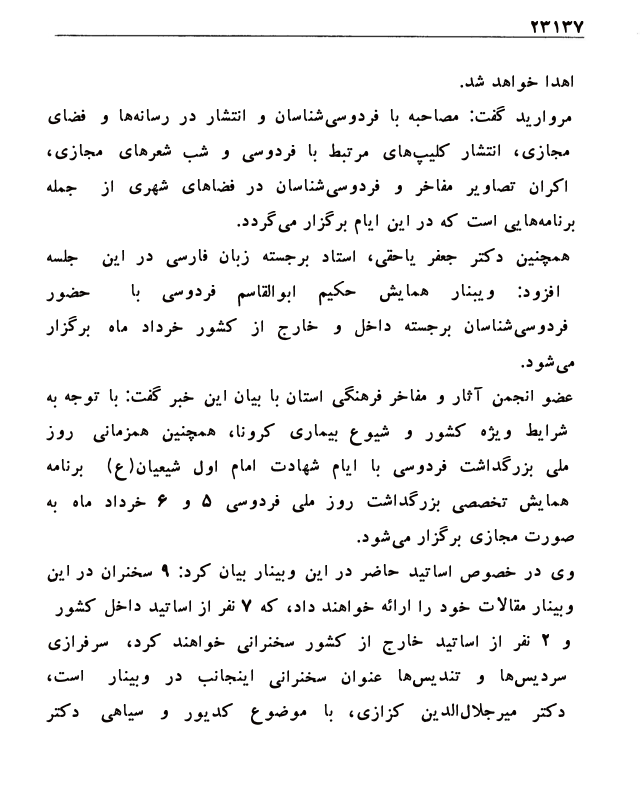 ۲۳۱۳۷
اهدا خواهد شد.
مروارید گفت: مصاحبه با فردوسی‌شناسان و انتشار در رسانه‌ها و فضای
مجازی، انتشار کلیپ‌های مرتبط با فردوسی و شب شعرهای مجازی،
اکران تصاویر مفاخر و فردوسی‌شناسان در فضاهای شهری از جمله
برنامه‌هایی است که در این ایام برگزار می‌گردد.
همچنین دکتر جعفر یاحقی، استاد برجسته زبان فارسی در این جلسه
افزود: وبینار همایش حکیم ابوالقاسم فردوسی با حضور
فردوسی‌شناسان برجسته داخل و خارج از کشور خرداد ماه برگزار
می‌شود.
عضو انجمن آثار و مفاخر فرهنگی استان با بیان این خبر گفت: با توجه به
شرایط ویژه کشور و شیوع بیماری کرونا، همچنین همزمانی روز
ملی بزرگداشت فردوسی با ایام شهادت امام اول شیعیان(ع) برنامه
همایش تخصصی بزرگداشت روز ملی فردوسی ۵ و ۶ خرداد ماه به
صورت مجازی برگزار می‌شود.
وی در خصوص اساتید حاضر در این وبینار بیان کرد: ۹ سخنران در این
وبینار مقالات خود را ارائه خواهند داد، که ۷ نفر از اساتید داخل کشور
و ۲ نفر از اساتید خارج از کشور سخنرانی خواهند کرد، سرفرازی
سردیس‌ها و تندیس‌ها عنوان سخنرانی اینجانب در وبینار است،
دکتر میرجلال‌الدین کزازی، با موضوع کدیور و سیاهی دکتر